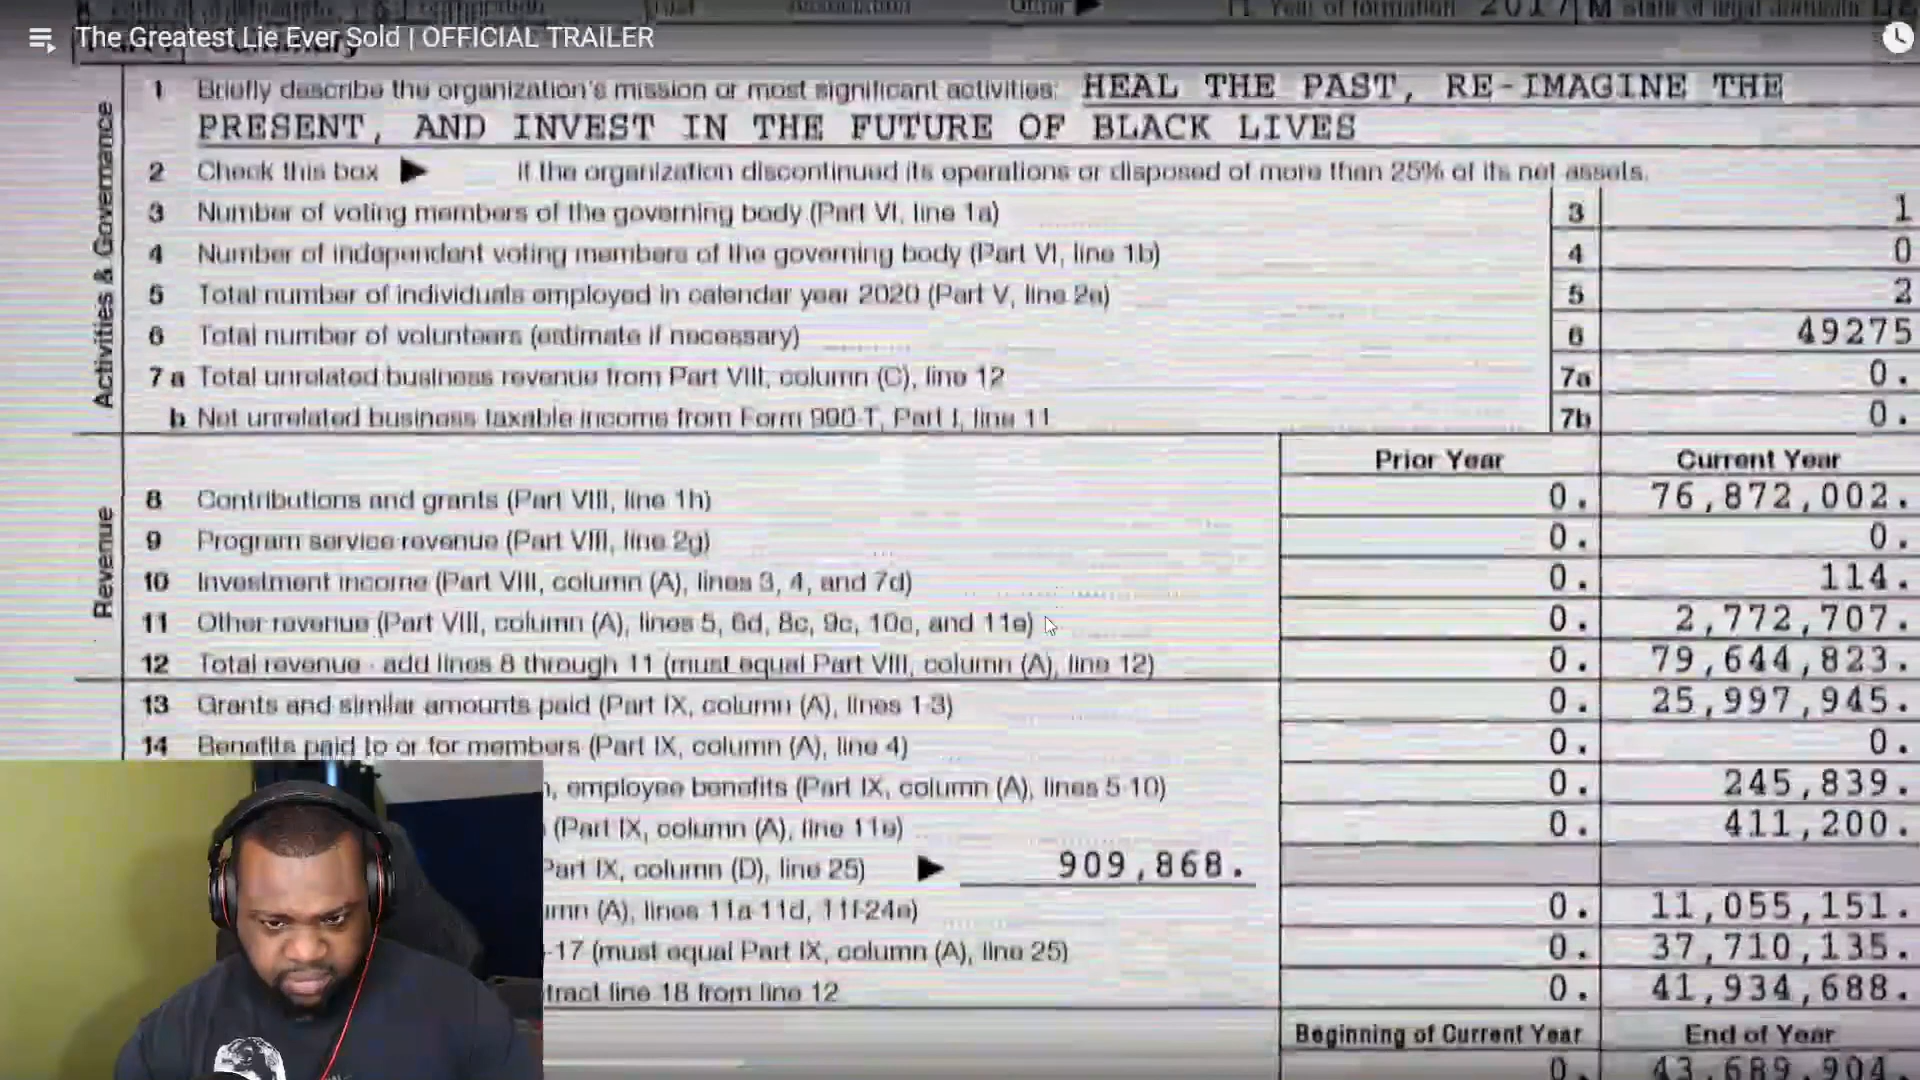 The Greatest Lie Ever Sold | OFFICIAL TRAILER
1 Briefly describe the organization's mission or most significant activities: HEAL THE PAST, RE-IMAGINE THE
PRESENT, AND INVEST IN THE FUTURE OF BLACK LIVES
2 Check this box ▶ if the organization discontinued its operations or disposed of more than 25% of its net assets.
3 Number of voting members of the governing body (Part VI, line 1a) 3 1
4 Number of independent voting members of the governing body (Part VI, line 1b) 4 0
5 Total number of individuals employed in calendar year 2020 (Part V, line 2a) 5 2
6 Total number of volunteers (estimate if necessary) 6 49275
7 a Total unrelated business revenue from Part VIII, column (C), line 12 7a 0.
b Net unrelated business taxable income from Form 990-T, Part I, line 11 7b 0.
Activities & Governance
Prior Year Current Year
8 Contributions and grants (Part VIII, line 1h) 0. 76,872,002.
9 Program service revenue (Part VIII, line 2g) 0. 0.
10 Investment income (Part VIII, column (A), lines 3, 4, and 7d) 0. 114.
11 Other revenue (Part VIII, column (A), lines 5, 6d, 8c, 9c, 10c, and 11e) 0. 2,772,707.
12 Total revenue - add lines 8 through 11 (must equal Part VIII, column (A), line 12) 0. 79,644,823.
Revenue
13 Grants and similar amounts paid (Part IX, column (A), lines 1-3) 0. 25,997,945.
14 Benefits paid to or for members (Part IX, column (A), line 4) 0. 0.
, employee benefits (Part IX, column (A), lines 5-10) 0. 245,839.
(Part IX, column (A), line 11e) 0. 411,200.
Part IX, column (D), line 25) ▶ 909,868.
(A), lines 11a-11d, 11f-24e) 0. 11,055,151.
-17 (must equal Part IX, column (A), line 25) 0. 37,710,135.
line 18 from line 12 0. 41,934,688.
Beginning of Current Year End of Year
0. 43,689,904.